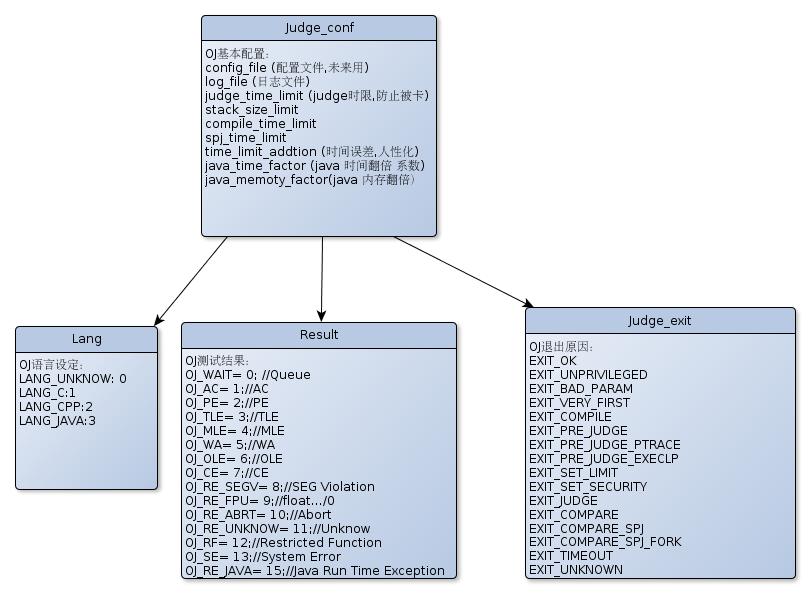 Judge_conf
OJ基本配置:
config_file (配置文件,未来用)
log_file (日志文件)
judge_time_limit (judge时限,防止被卡)
stack_size_limit
compile_time_limit
spj_time_limit
time_limit_addtion (时间误差,人性化)
java_time_factor (java 时间翻倍 系数)
java_memoty_factor(java 内存翻倍）
Lang
OJ语言设定:
LANG_UNKNOW: 0
LANG_C:1
LANG_CPP:2
LANG_JAVA:3
Result
OJ测试结果:
OJ_WAIT= 0; //Queue
OJ_AC= 1;//AC
OJ_PE= 2;//PE
OJ_TLE= 3;//TLE
OJ_MLE= 4;//MLE
OJ_WA= 5;//WA
OJ_OLE= 6;//OLE
OJ_CE= 7;//CE
OJ_RE_SEGV= 8;//SEG Violation
OJ_RE_FPU= 9;//float.../0
OJ_RE_ABRT= 10;//Abort
OJ_RE_UNKNOW= 11;//Unknow
OJ_RF= 12;//Restricted Function
OJ_SE= 13;//System Error
OJ_RE_JAVA= 15;//Java Run Time Exception
Judge_exit
OJ退出原因:
EXIT_OK
EXIT_UNPRIVILEGED
EXIT_BAD_PARAM
EXIT_VERY_FIRST
EXIT_COMPILE
EXIT_PRE_JUDGE
EXIT_PRE_JUDGE_PTRACE
EXIT_PRE_JUDGE_EXECLP
EXIT_SET_LIMIT
EXIT_SET_SECURITY
EXIT_JUDGE
EXIT_COMPARE
EXIT_COMPARE_SPJ
EXIT_COMPARE_SPJ_FORK
EXIT_TIMEOUT
EXIT_UNKNOWN